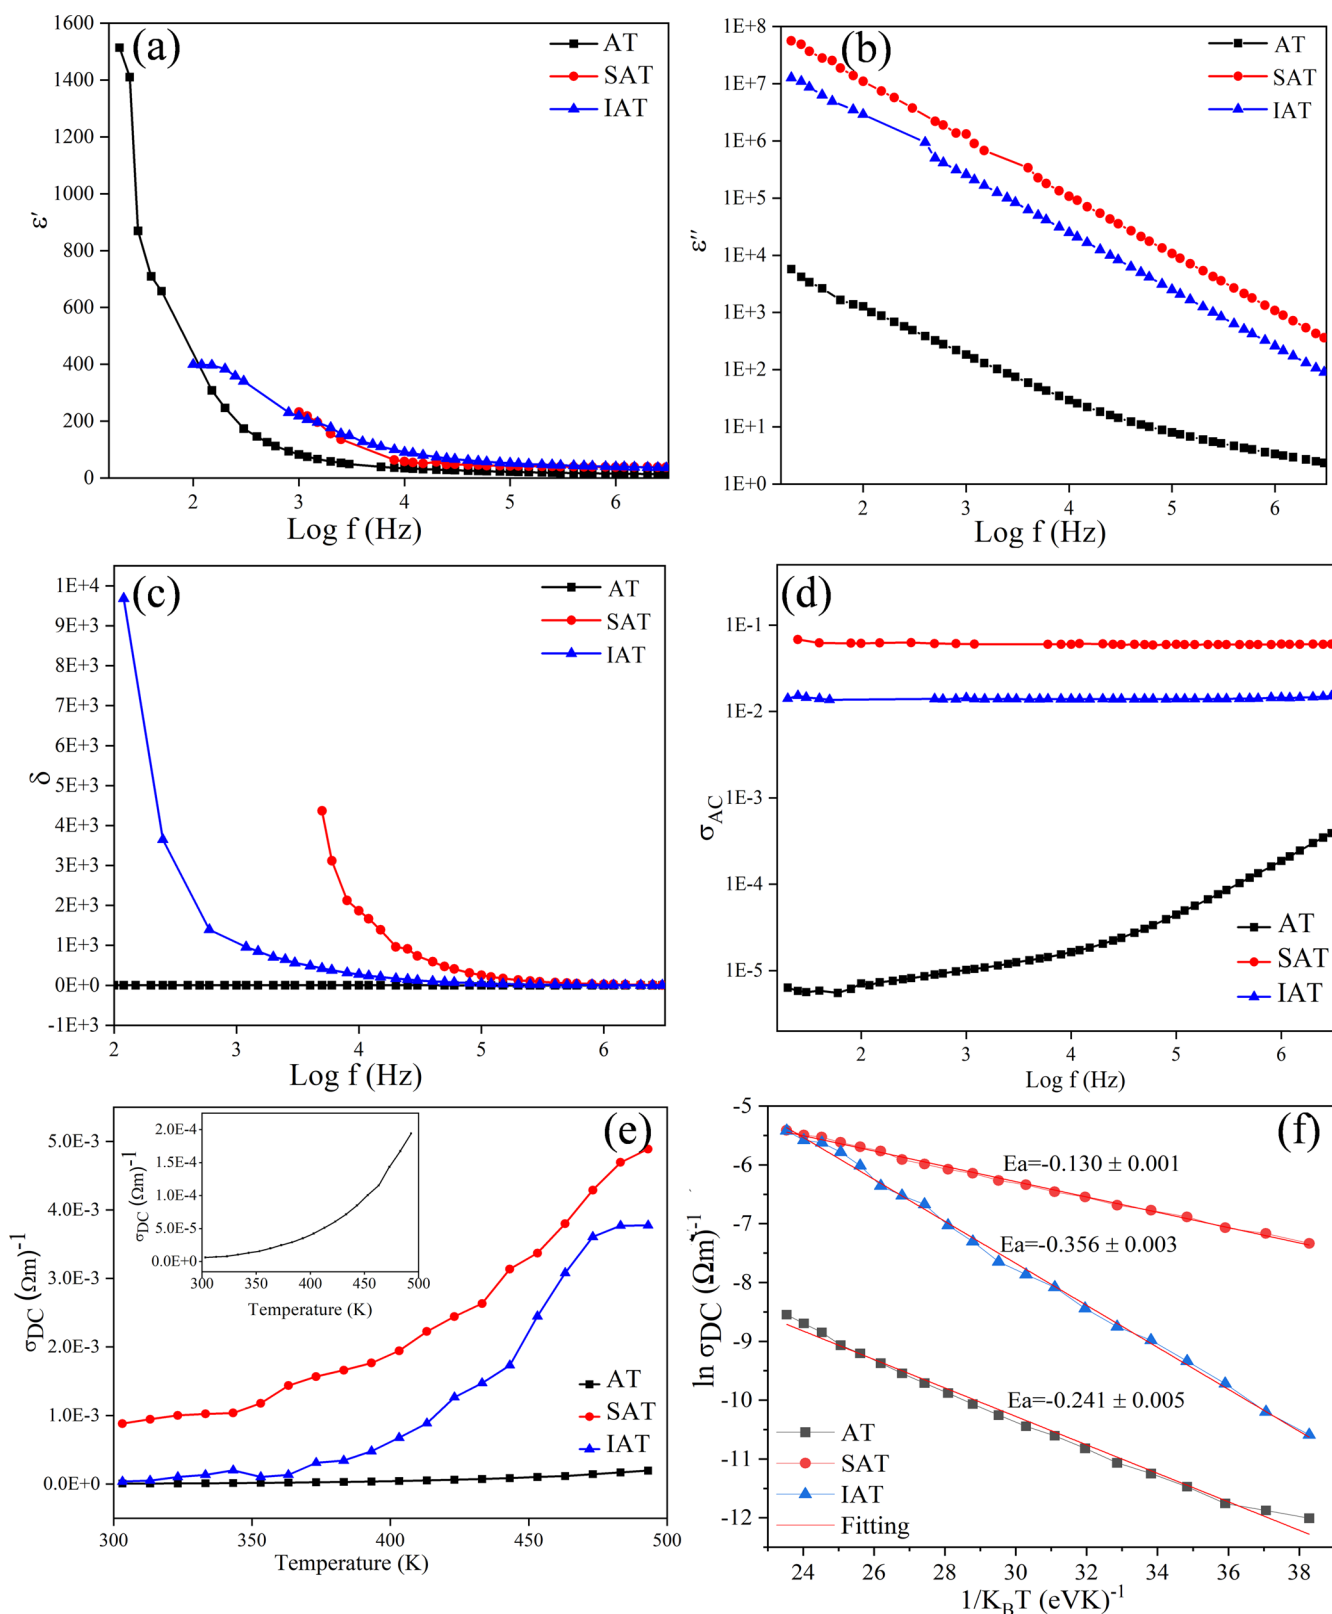 (a)
1600
1400
1200
1000
800
600
400
200
0
ε′
AT
SAT
IAT
2 3 4 5 6
Log f (Hz)
(b)
1E+8
1E+7
1E+6
1E+5
1E+4
1E+3
1E+2
1E+1
1E+0
ε′′
AT
SAT
IAT
2 3 4 5 6
Log f (Hz)
(c)
1E+4
9E+3
8E+3
7E+3
6E+3
5E+3
4E+3
3E+3
2E+3
1E+3
0E+0
-1E+3
δ
AT
SAT
IAT
2 3 4 5 6
Log f (Hz)
(d)
1E-1
1E-2
1E-3
1E-4
1E-5
σAC
AT
SAT
IAT
2 3 4 5 6
Log f (Hz)
(e)
5.0E-3
4.0E-3
3.0E-3
2.0E-3
1.0E-3
0.0E+0
σDC (Ωm)-1
2.0E-4
1.5E-4
1.0E-4
5.0E-5
0.0E+0
σDC (Ωm)-1
300 350 400 450 500
Temperature (K)
AT
SAT
IAT
300 350 400 450 500
Temperature (K)
(f)
-5
-6
-7
-8
-9
-10
-11
-12
ln σDC (Ωm)-1
Ea=-0.130 ± 0.001
Ea=-0.356 ± 0.003
Ea=-0.241 ± 0.005
AT
SAT
IAT
Fitting
24 26 28 30 32 34 36 38
1/KBT (eVK)-1